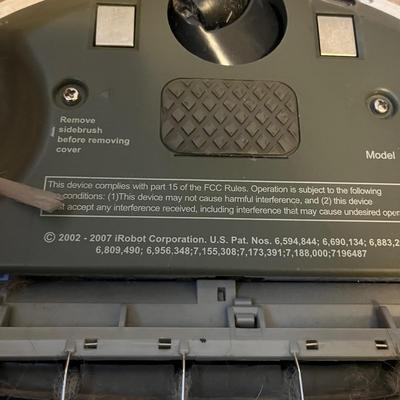 Remove
sidebrush
before removing
cover
Model
This device complies with part 15 of the FCC Rules. Operation is subject to the following
conditions: (1)This device may not cause harmful interference, and (2) this device
accept any interference received, including interference that may cause undesired
© 2002 - 2007 iRobot Corporation. U.S. Pat. Nos. 6,594,844; 6,690,134;
6,809,490; 6,956,348;7,155,308;7,173,391;7,188,000;7196487